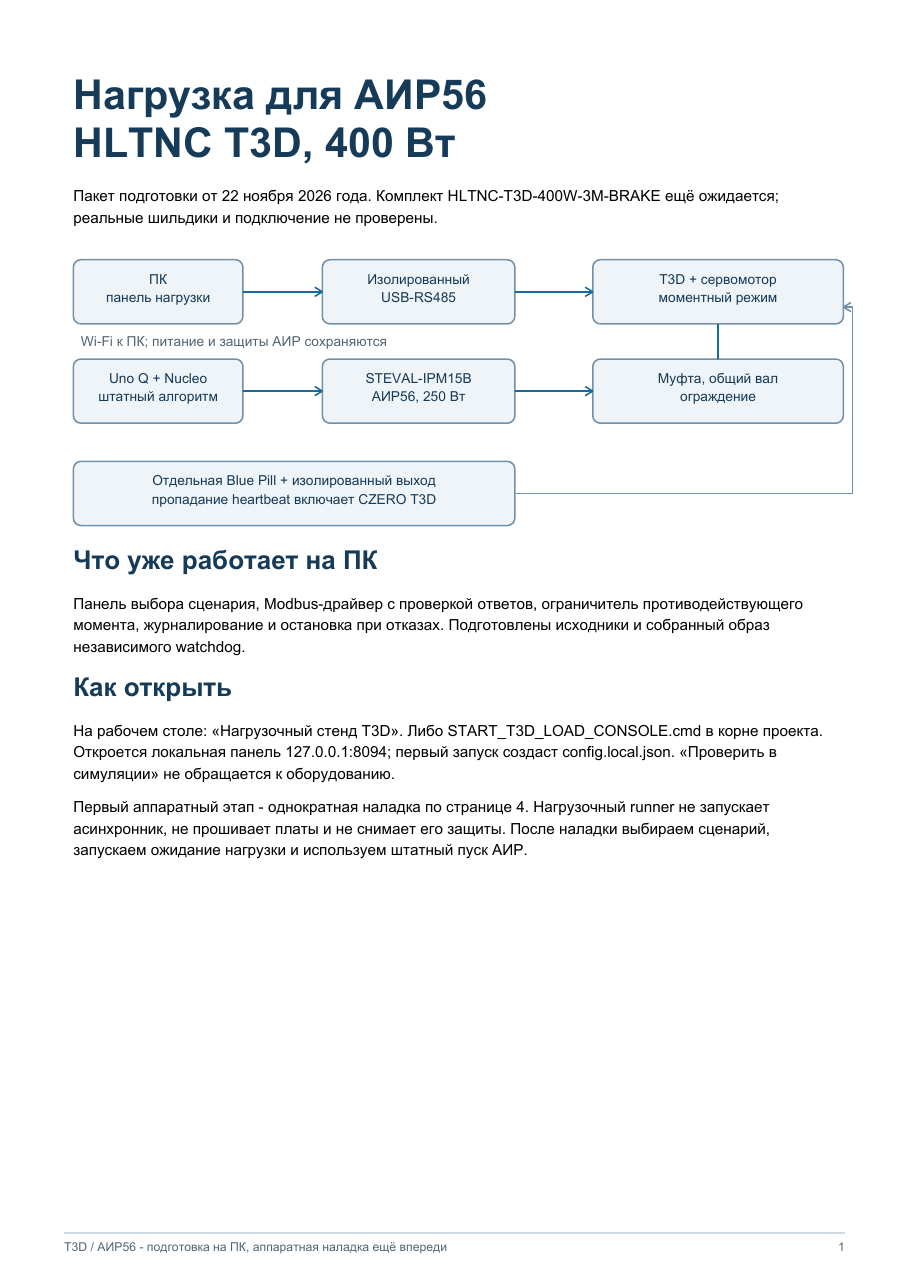 Нагрузка для АИР56
HLTNC T3D, 400 Вт
Пакет подготовки от 22 ноября 2026 года. Комплект HLTNC-T3D-400W-3M-BRAKE ещё ожидается;
реальные шильдики и подключение не проверены.
ПК
панель нагрузки
Изолированный
USB-RS485
T3D + сервомотор
моментный режим
Wi-Fi к ПК; питание и защиты АИР сохраняются
Uno Q + Nucleo
штатный алгоритм
STEVAL-IPM15B
АИР56, 250 Вт
Муфта, общий вал
ограждение
Отдельная Blue Pill + изолированный выход
пропадание heartbeat включает CZERO T3D
Что уже работает на ПК
Панель выбора сценария, Modbus-драйвер с проверкой ответов, ограничитель противодействующего
момента, журналирование и остановка при отказах. Подготовлены исходники и собранный образ
независимого watchdog.
Как открыть
На рабочем столе: «Нагрузочный стенд T3D». Либо START_T3D_LOAD_CONSOLE.cmd в корне проекта.
Откроется локальная панель 127.0.0.1:8094; первый запуск создаст config.local.json. «Проверить в
симуляции» не обращается к оборудованию.
Первый аппаратный этап - однократная наладка по странице 4. Нагрузочный runner не запускает
асинхронник, не прошивает платы и не снимает его защиты. После наладки выбираем сценарий,
запускаем ожидание нагрузки и используем штатный пуск АИР.
T3D / АИР56 - подготовка на ПК, аппаратная наладка ещё впереди
1